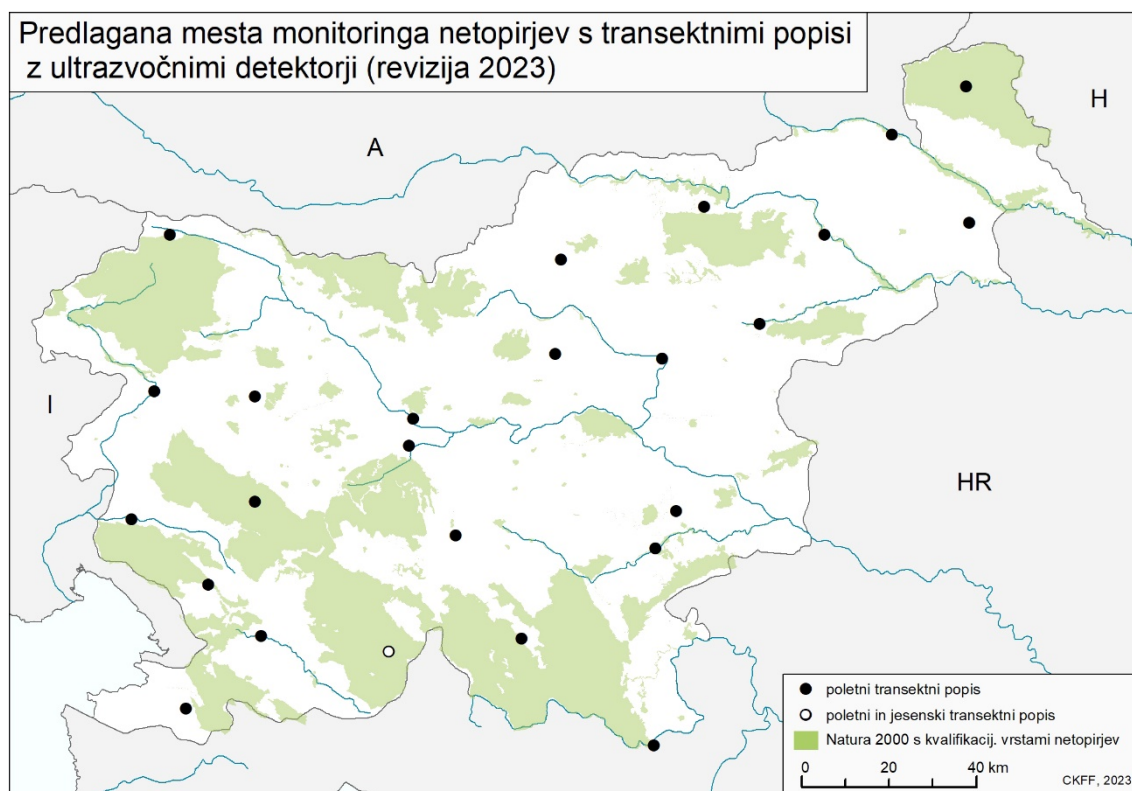 Predlagana mesta monitoringa netopirjev s transektnimi popisi
z ultrazvočnimi detektorji (revizija 2023)
H
A
I
HR
poletni transektni popis
poletni in jesenski transektni popis
Natura 2000 s kvalifikacij. vrstami netopirjev
0 20 40 km
CKFF, 2023